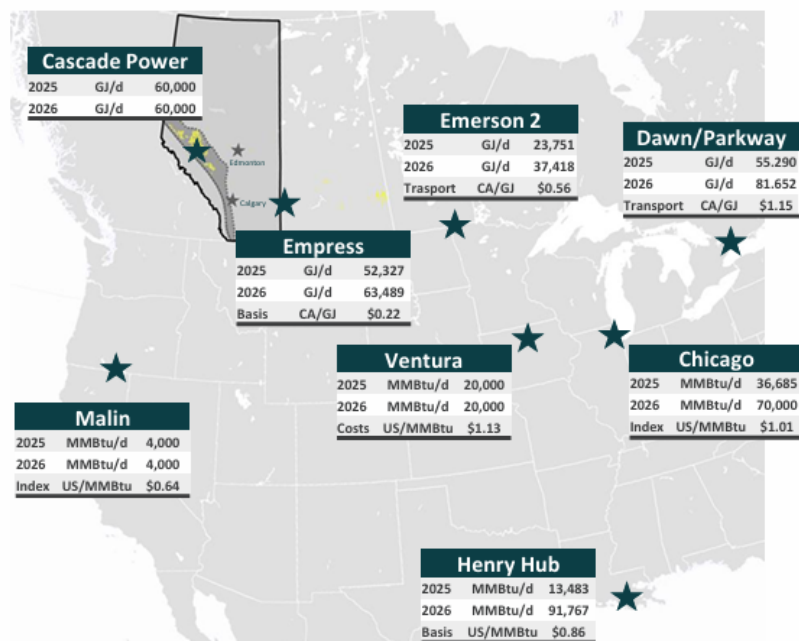 Cascade Power
2025 GJ/d 60,000
2026 GJ/d 60,000
Edmonton
Calgary
Emerson 2
2025 GJ/d 23,751
2026 GJ/d 37,418
Trasport CA/GJ $0.56
Dawn/Parkway
2025 GJ/d 55.290
2026 GJ/d 81.652
Transport CA/GJ $1.15
Empress
2025 GJ/d 52,327
2026 GJ/d 63,489
Basis CA/GJ $0.22
Ventura
2025 MMBtu/d 20,000
2026 MMBtu/d 20,000
Costs US/MMBtu $1.13
Chicago
2025 MMBtu/d 36,685
2026 MMBtu/d 70,000
Index US/MMBtu $1.01
Malin
2025 MMBtu/d 4,000
2026 MMBtu/d 4,000
Index US/MMBtu $0.64
Henry Hub
2025 MMBtu/d 13,483
2026 MMBtu/d 91,767
Basis US/MMBtu $0.86